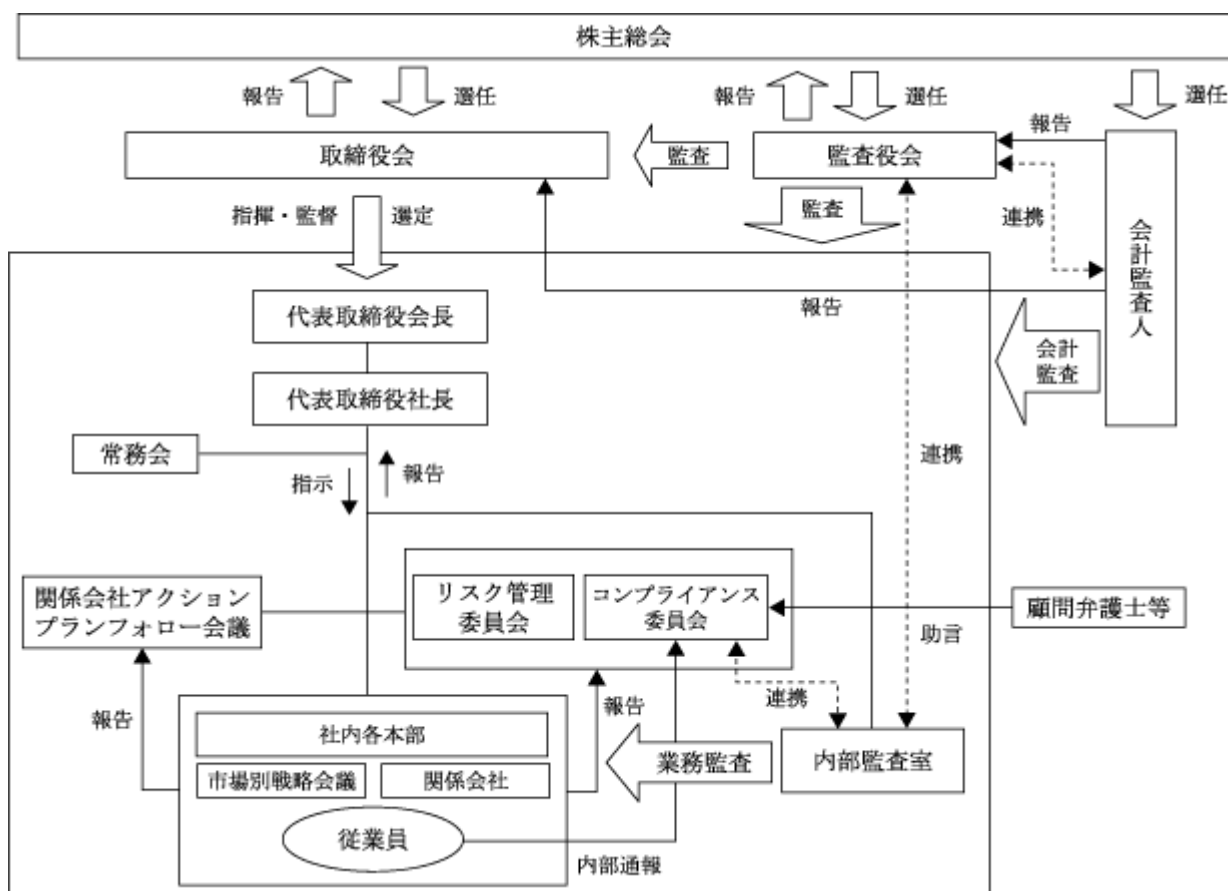 株主総会
報告
選任
報告
選任
選任
取締役会
監査
監査役会
報告
指揮・監督
選定
監査
連携
会計監査人
代表取締役会長
報告
会計
監査
代表取締役社長
常務会
指示
報告
連携
関係会社アクション
プランフォロー会議
リスク管理
委員会
コンプライアンス
委員会
顧問弁護士等
助言
報告
報告
連携
社内各本部
市場別戦略会議
関係会社
業務監査
内部監査室
従業員
内部通報